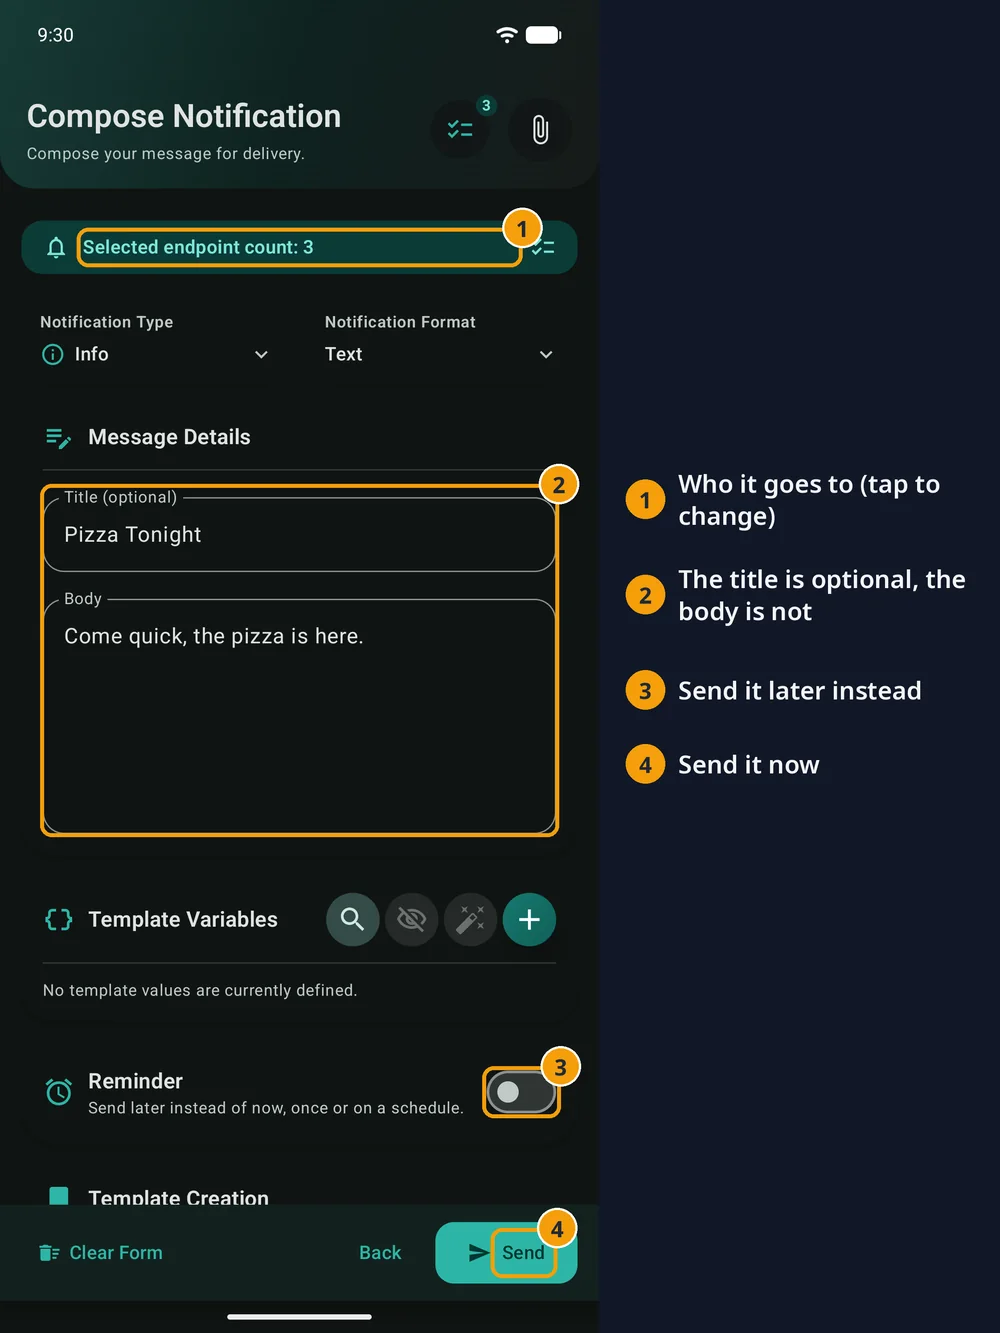 9:30
Compose Notification
3
Compose your message for delivery.
1
Selected endpoint count: 3
Notification Type
Notification Format
Info
Text
Message Details
2
Title (optional)
Pizza Tonight
Body
Come quick, the pizza is here.
Template Variables
No template values are currently defined.
3
Reminder
Send later instead of now, once or on a schedule.
Template Creation
4
Clear Form
Back
Send
1
Who it goes to (tap to
change)
2
The title is optional, the
body is not
3
Send it later instead
4
Send it now